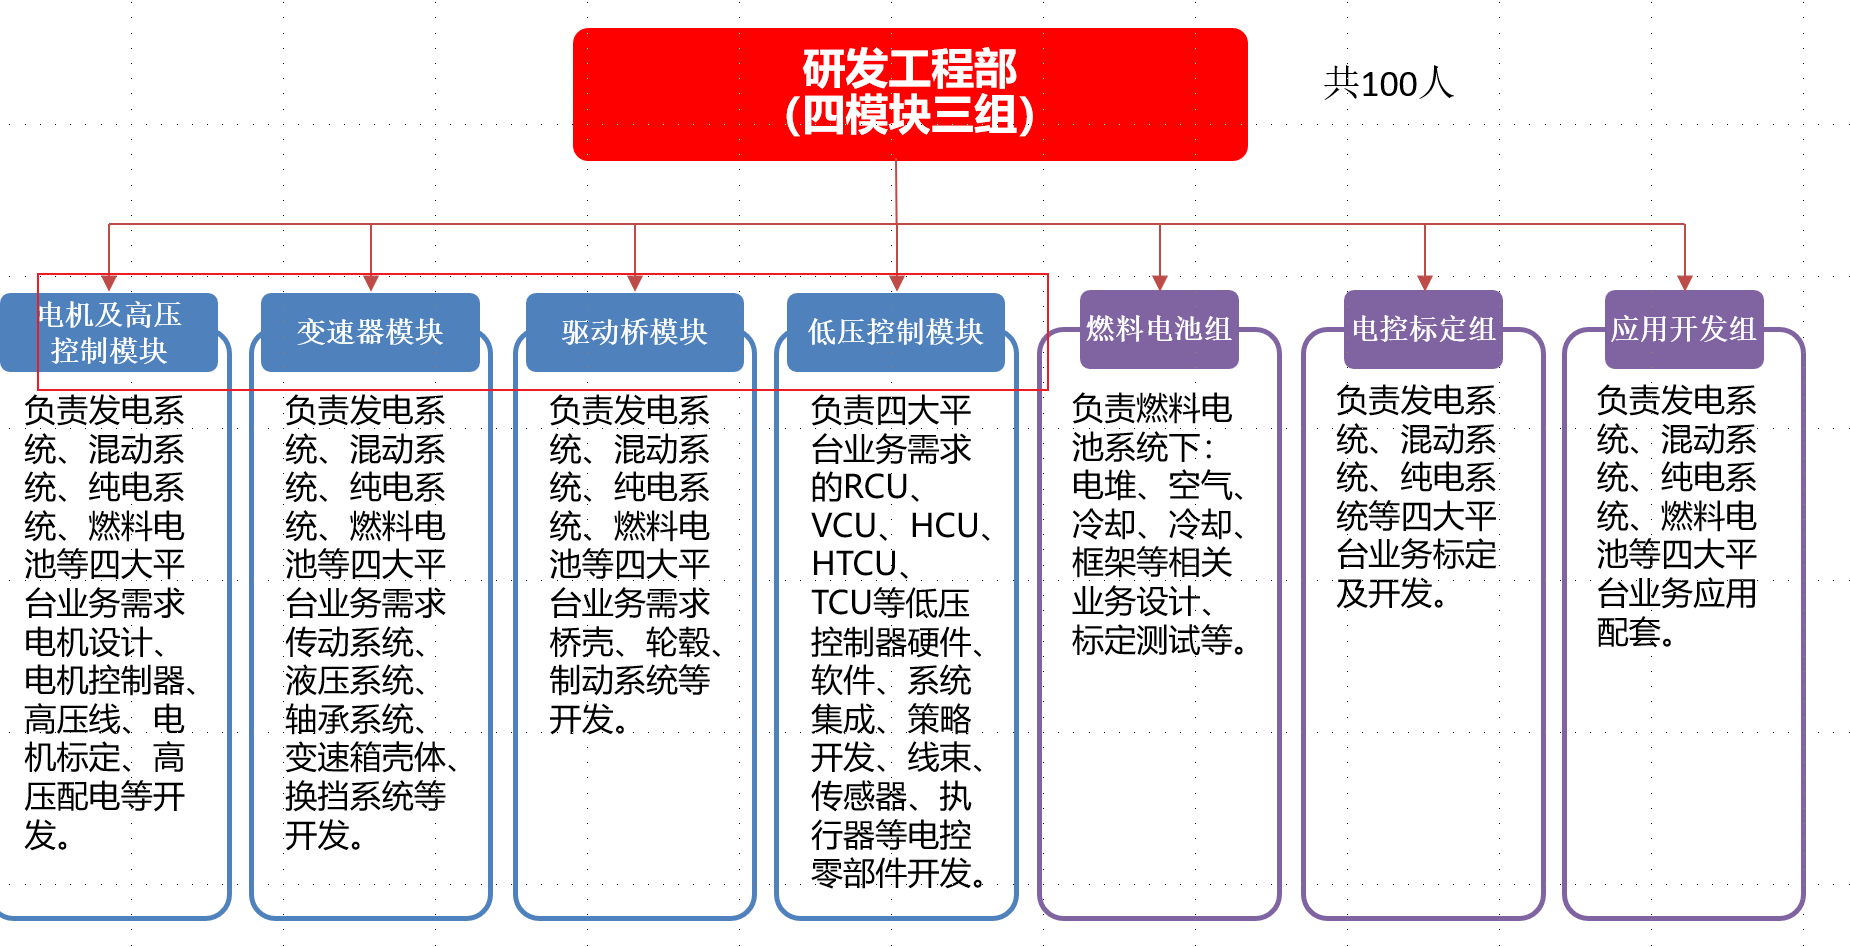 研发工程部
（四模块三组）
共100人
电机及高压
控制模块
负责发电系
统、混动系
统、纯电系
统、燃料电
池等四大平
台业务需求
电机设计、
电机控制器、
高压线、电
机标定、高
压配电等开
发。
变速器模块
负责发电系
统、混动系
统、纯电系
统、燃料电
池等四大平
台业务需求
传动系统、
液压系统、
轴承系统、
变速箱壳体、
换挡系统等
开发。
驱动桥模块
负责发电系
统、混动系
统、纯电系
统、燃料电
池等四大平
台业务需求
桥壳、轮毂、
制动系统等
开发。
低压控制模块
负责四大平
台业务需求
的RCU、
VCU、HCU、
HTCU、
TCU等低压
控制器硬件、
软件、系统
集成、策略
开发、线束、
传感器、执
行器等电控
零部件开发。
燃料电池组
负责燃料电
池系统下：
电堆、空气、
冷却、冷却、
框架等相关
业务设计、
标定测试等。
电控标定组
负责发电系
统、混动系
统、纯电系
统等四大平
台业务标定
及开发。
应用开发组
负责发电系
统、混动系
统、纯电系
统、燃料电
池等四大平
台业务应用
配套。